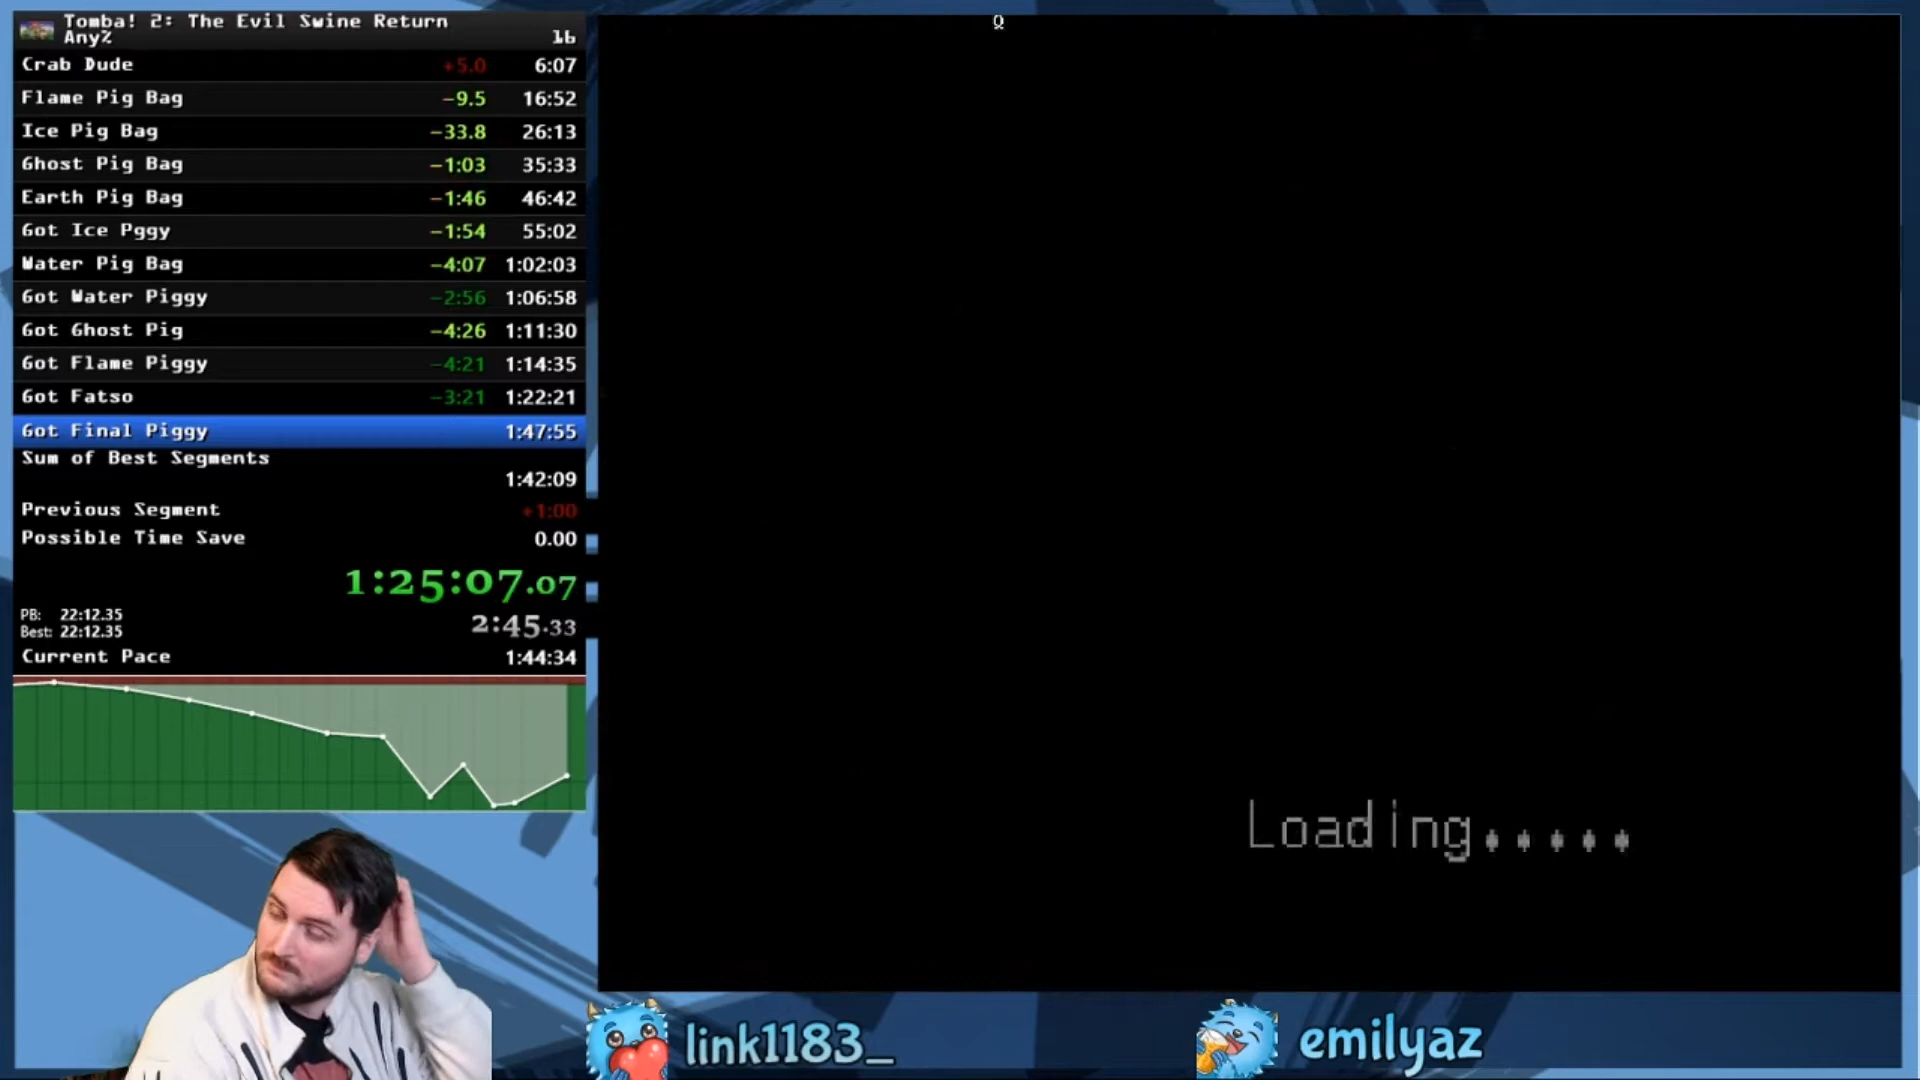 Tomba! 2: The Evil Swine Return
Any% 16
Crab Dude +5.0 6:07
Flame Pig Bag -9.5 16:52
Ice Pig Bag -33.8 26:13
Ghost Pig Bag -1:03 35:33
Earth Pig Bag -1:46 46:42
Got Ice Pggy -1:54 55:02
Water Pig Bag -4:07 1:02:03
Got Water Piggy -2:56 1:06:58
Got Ghost Pig -4:26 1:11:30
Got Flame Piggy -4:21 1:14:35
Got Fatso -3:21 1:22:21
Got Final Piggy 1:47:55
Sum of Best Segments
1:42:09
Previous Segment +1:00
Possible Time Save 0.00
1:25:07.07
PB: 22:12.35
Best: 22:12.35
2:45.33
Current Pace 1:44:34
Loading.....
link1183_
emilyaz